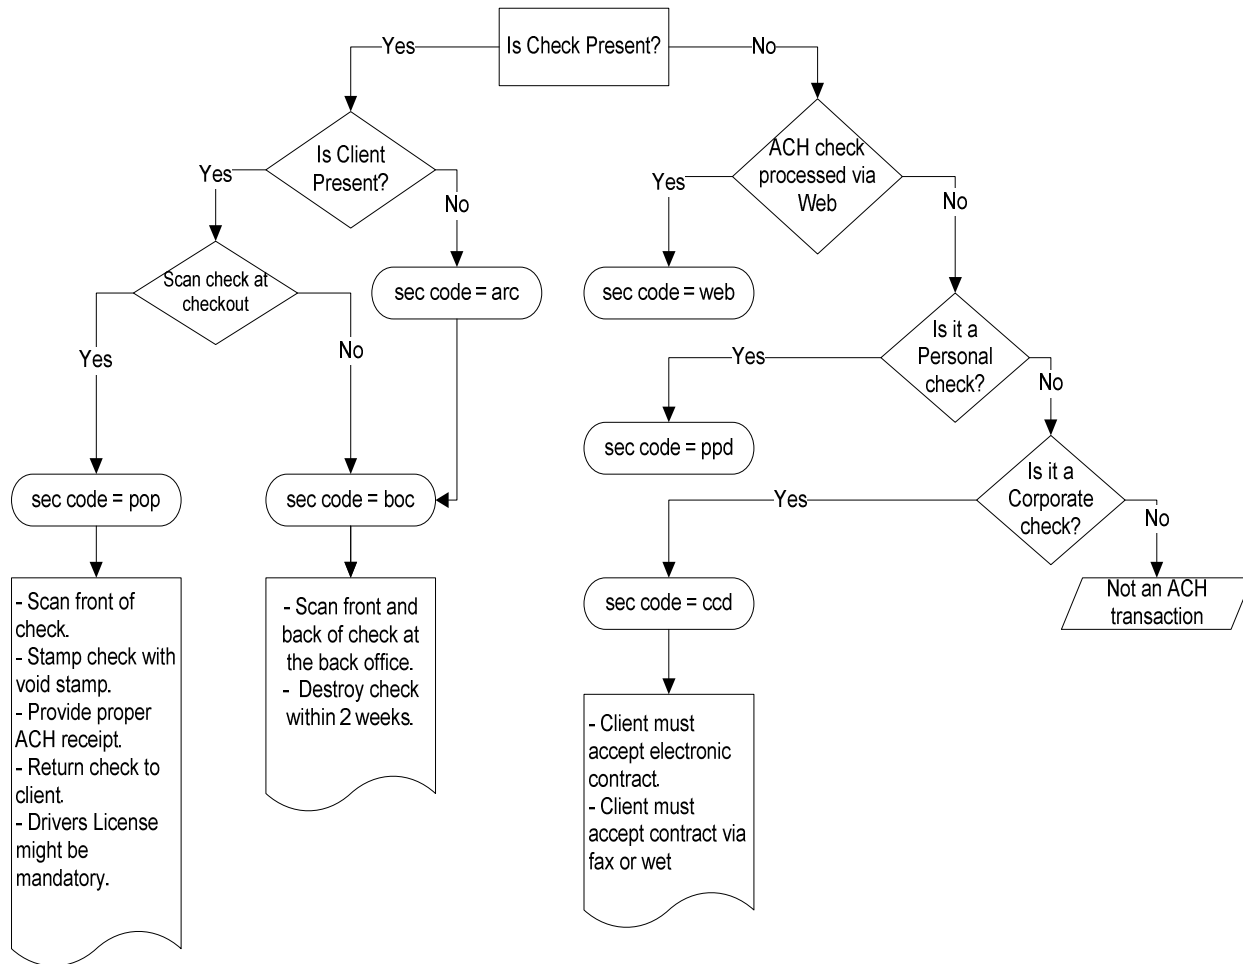 Is Check Present?
Yes
No
Is Client
Present?
ACH check
processed via
Web
Yes
No
Yes
No
Scan check at
checkout
sec code = arc
sec code = web
Is it a
Personal
check?
Yes
No
Yes
No
sec code = ppd
sec code = pop
sec code = boc
Is it a
Corporate
check?
Yes
No
- Scan front of
check.
- Stamp check with
void stamp.
- Provide proper
ACH receipt.
- Return check to
client.
- Drivers License
might be
mandatory.
- Scan front and
back of check at
the back office.
- Destroy check
within 2 weeks.
sec code = ccd
Not an ACH
transaction
- Client must
accept electronic
contract.
- Client must
accept contract via
fax or wet